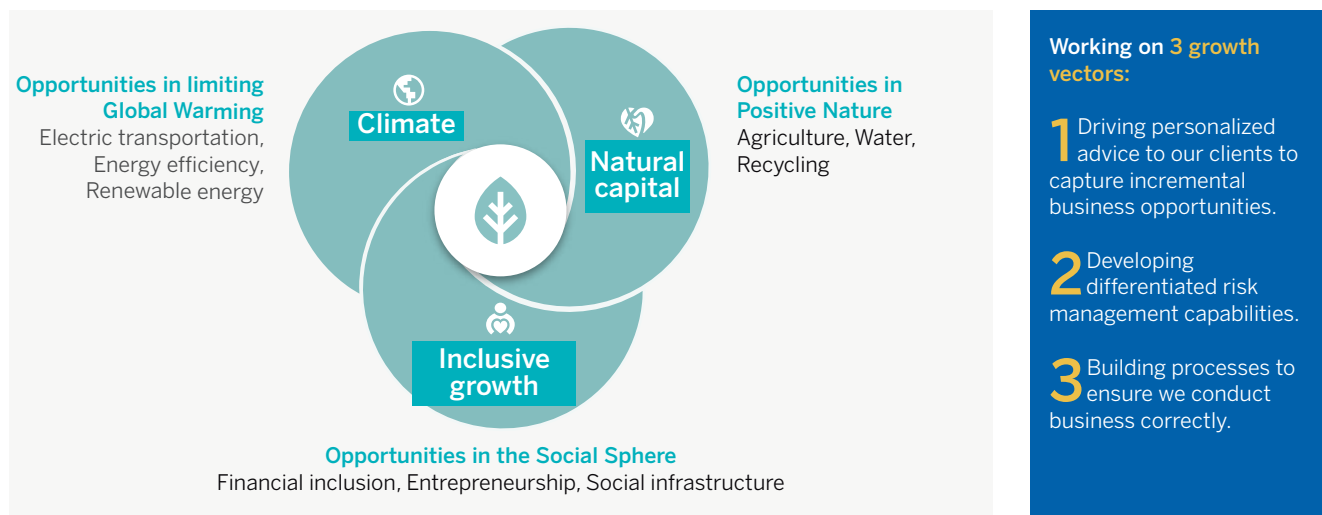 Opportunities in limiting
Global Warming
Electric transportation,
Energy efficiency,
Renewable energy
Climate
Natural
capital
Opportunities in
Positive Nature
Agriculture, Water,
Recycling
Inclusive
growth
Opportunities in the Social Sphere
Financial inclusion, Entrepreneurship, Social infrastructure
Working on 3 growth
vectors:
1 Driving personalized
advice to our clients to
capture incremental
business opportunities.
2 Developing
differentiated risk
management capabilities.
3 Building processes to
ensure we conduct
business correctly.